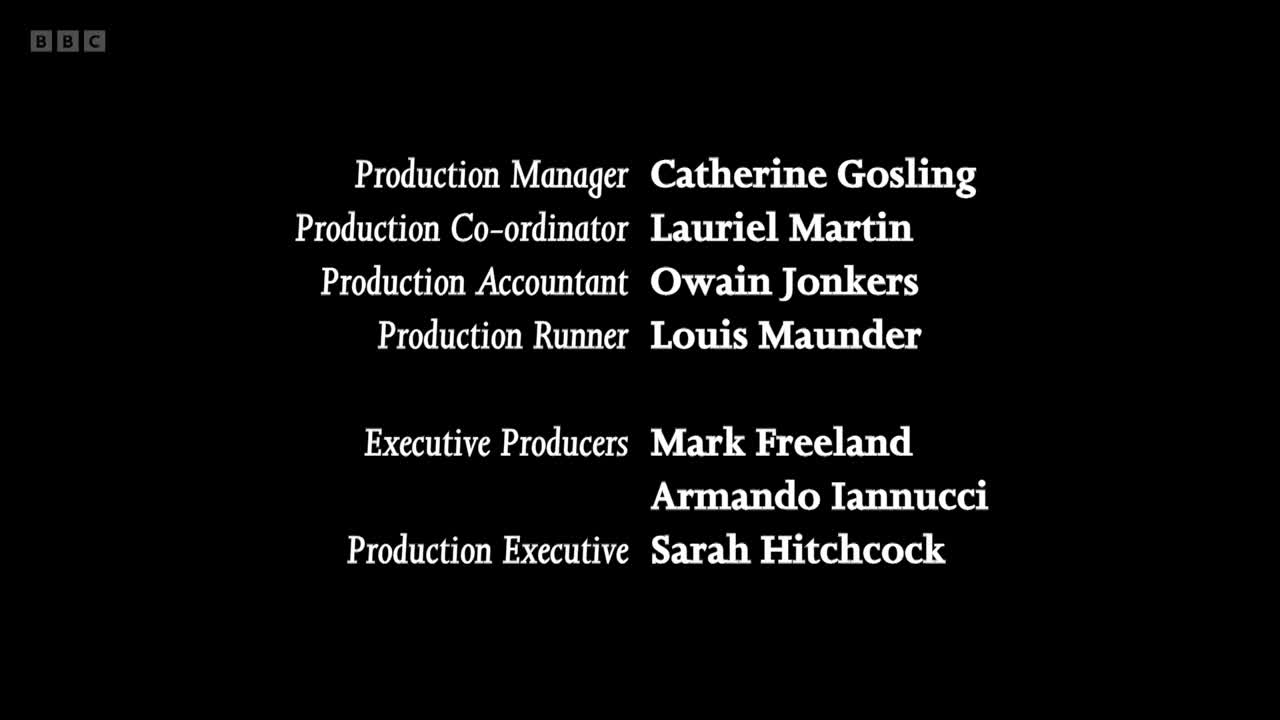 BBC
Production Manager Catherine Gosling
Production Co-ordinator Lauriel Martin
Production Accountant Owain Jonkers
Production Runner Louis Maunder
Executive Producers Mark Freeland
Armando Iannucci
Production Executive Sarah Hitchcock